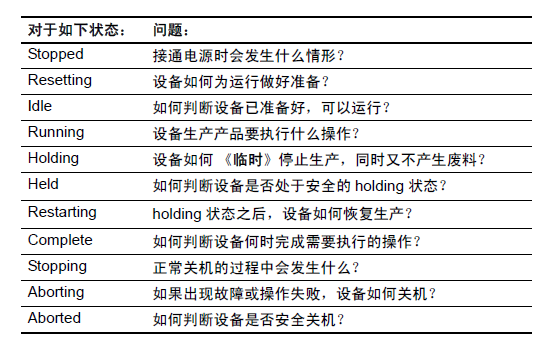 对于如下状态： 问题：
Stopped 接通电源时会发生什么情形？
Resetting 设备如何为运行做好准备？
Idle 如何判断设备已准备好，可以运行？
Running 设备生产产品要执行什么操作？
Holding 设备如何 《临时》停止生产，同时又不产生废料？
Held 如何判断设备是否处于安全的 holding 状态？
Restarting holding 状态之后，设备如何恢复生产？
Complete 如何判断设备何时完成需要执行的操作？
Stopping 正常关机的过程中会发生什么？
Aborting 如果出现故障或操作失败，设备如何关机？
Aborted 如何判断设备是否安全关机？